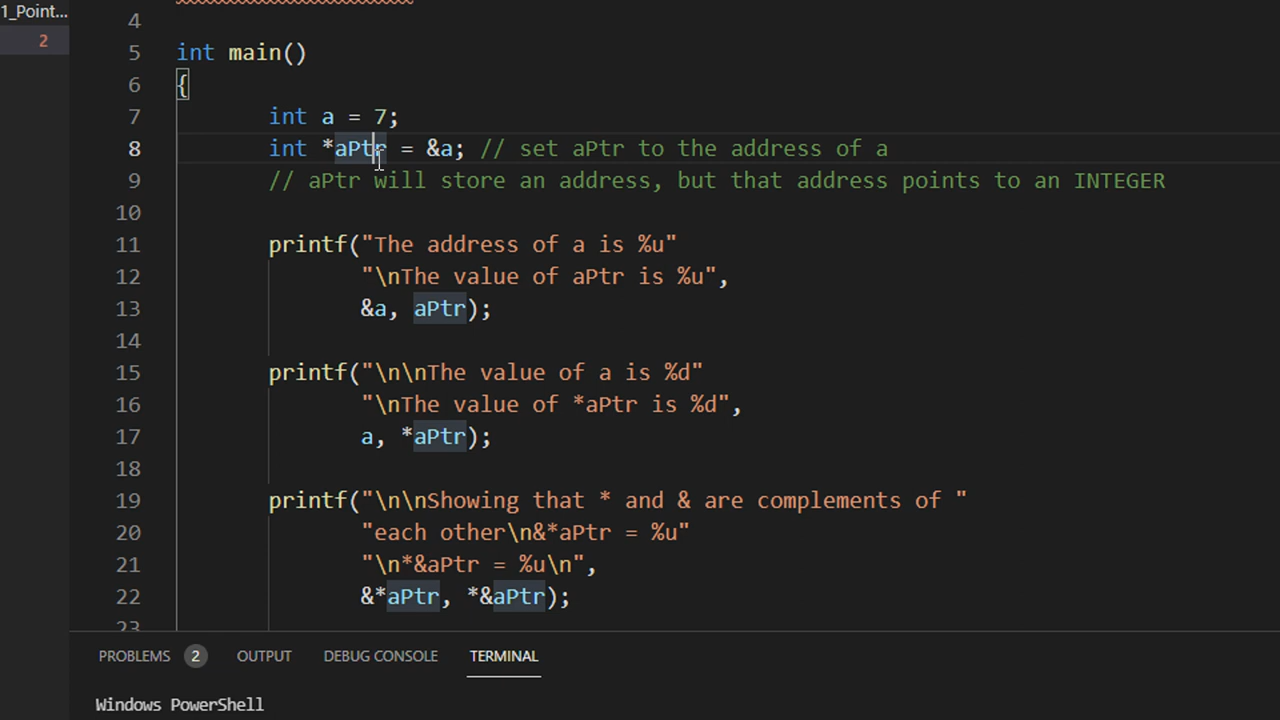 1_Point...
2
4
5 int main()
6 {
7 int a = 7;
8 int *aPtr = &a; // set aPtr to the address of a
9 // aPtr will store an address, but that address points to an INTEGER
10
11 printf("The address of a is %u"
12 "\nThe value of aPtr is %u",
13 &a, aPtr);
14
15 printf("\n\nThe value of a is %d"
16 "\nThe value of *aPtr is %d",
17 a, *aPtr);
18
19 printf("\n\nShowing that * and & are complements of "
20 "each other\n&*aPtr = %u"
21 "\n*&aPtr = %u\n",
22 &*aPtr, *&aPtr);
23
PROBLEMS 2 OUTPUT DEBUG CONSOLE TERMINAL
Windows PowerShell